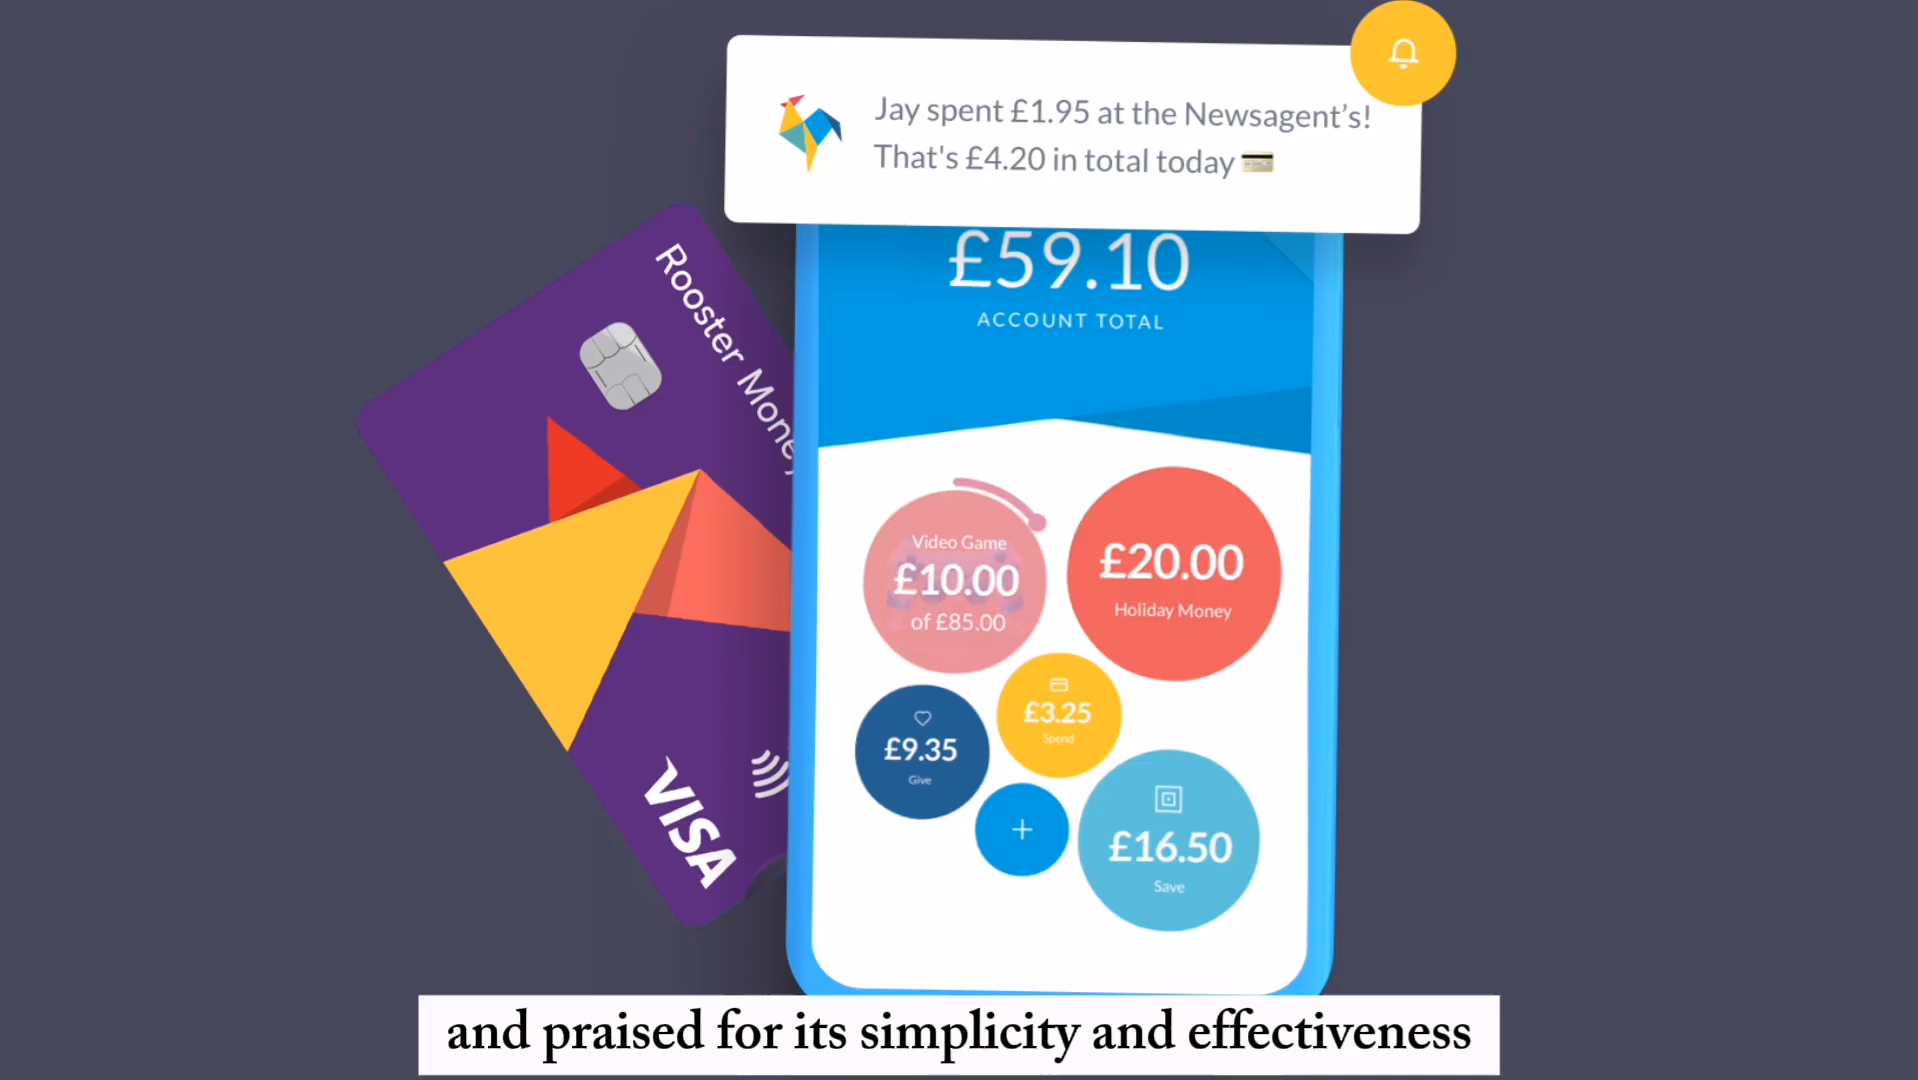 Jay spent £1.95 at the Newsagent’s!
That's £4.20 in total today
£59.10
ACCOUNT TOTAL
Rooster Money
VISA
Video Game
£10.00
of £85.00
£20.00
Holiday Money
£3.25
Spend
£9.35
Give
+
£16.50
Save
and praised for its simplicity and effectiveness